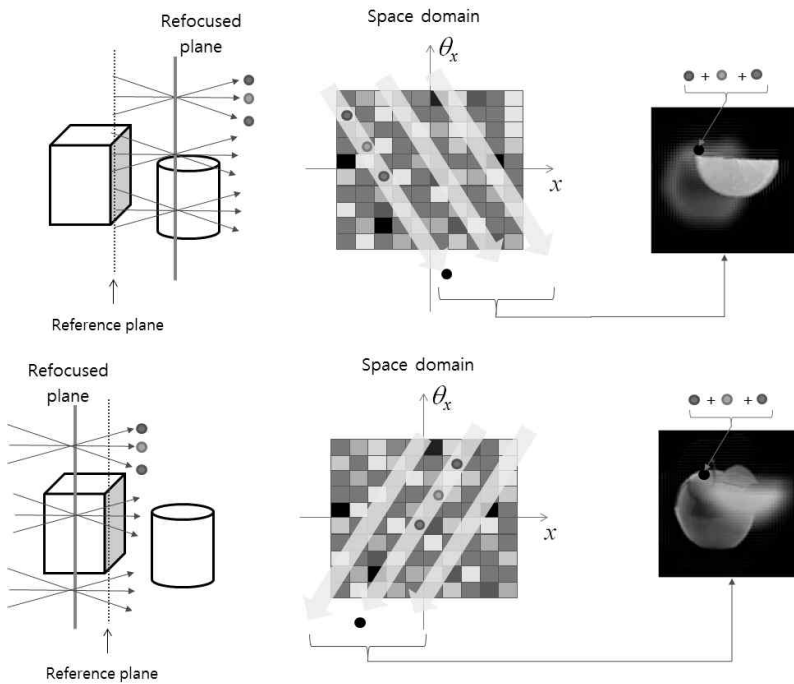 Refocused
plane
Space domain
θx
x
+ +
Reference plane
Refocused
plane
Space domain
θx
x
+ +
Reference plane